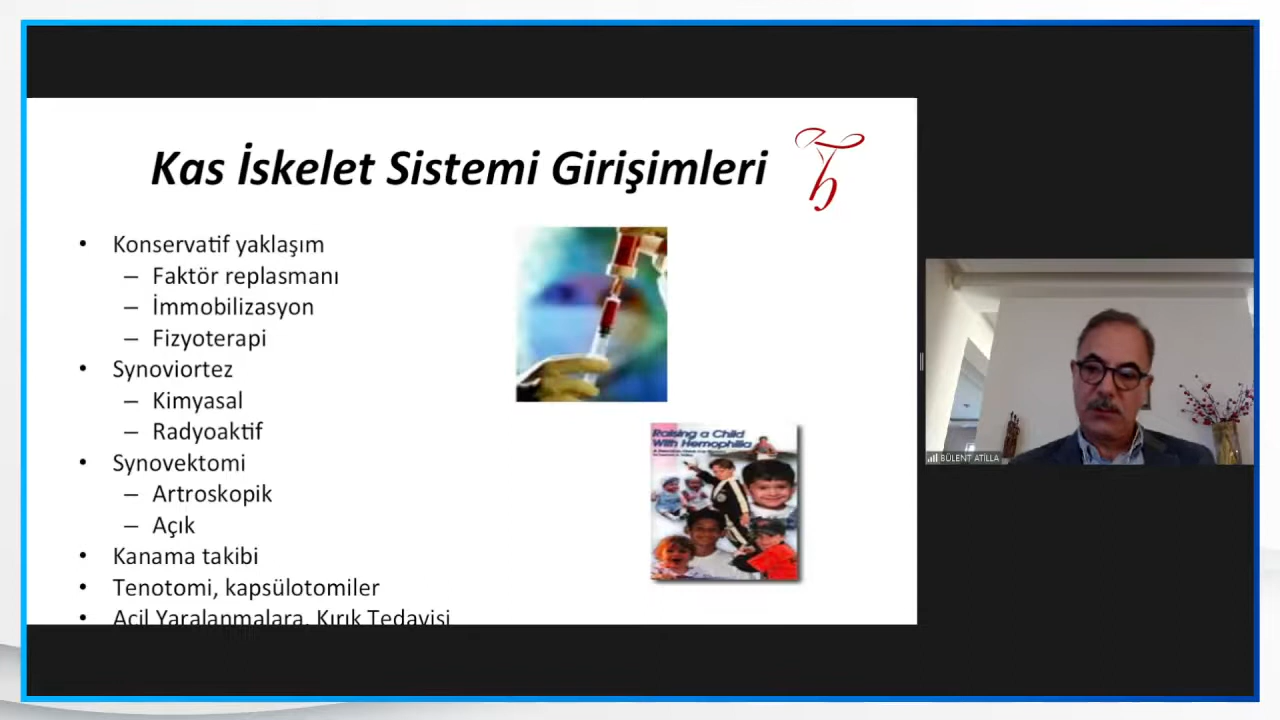 Kas İskelet Sistemi Girişimleri
• Konservatif yaklaşım
– Faktör replasmanı
– İmmobilizasyon
– Fizyoterapi
• Synoviortez
– Kimyasal
– Radyoaktif
• Synovektomi
– Artroskopik
– Açık
• Kanama takibi
• Tenotomi, kapsülotomiler
• Acil Yaralanmalara, Kırık Tedavisi
Raising a Child
With Hemophilia
BÜLENT ATİLLA